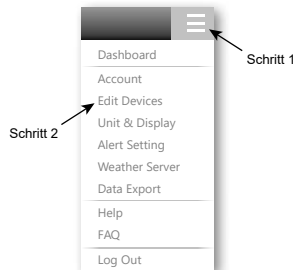 Dashboard
Schritt 1
Account
Edit Devices
Unit & Display
Schritt 2
Alert Setting
Weather Server
Data Export
Help
FAQ
Log Out